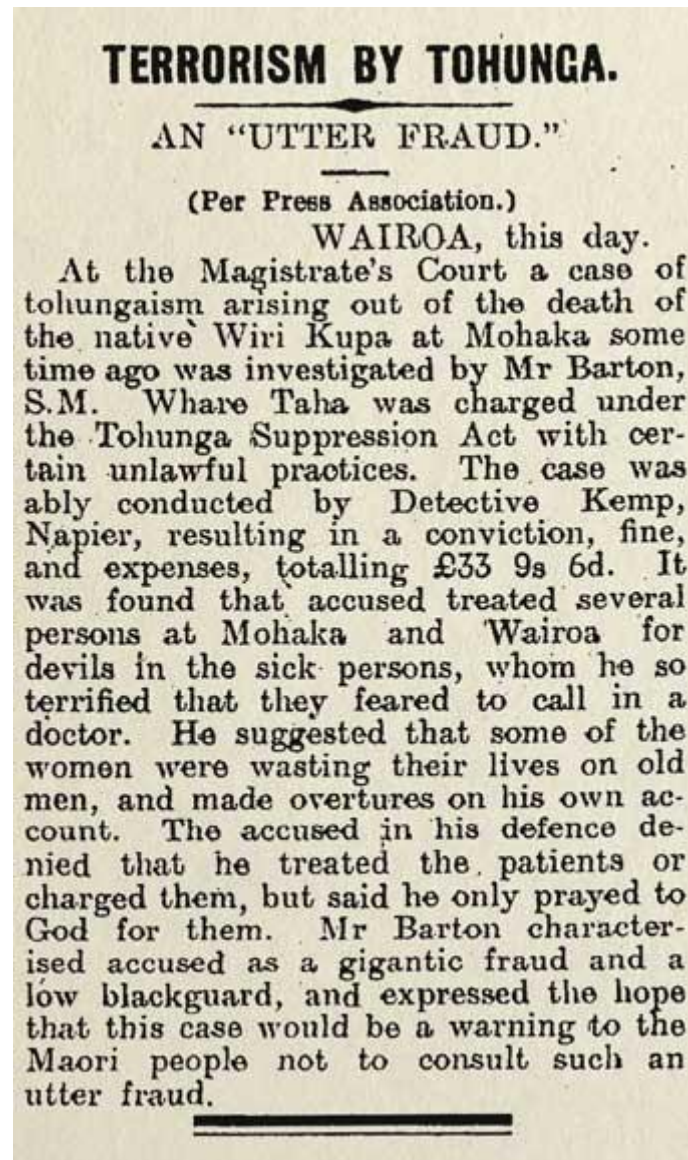 TERRORISM BY TOHUNGA.
AN "UTTER FRAUD."
(Per Press Association.)
WAIROA, this day.
At the Magistrate's Court a case of
tohungaism arising out of the death of
the native Wiri Kupa at Mohaka some
time ago was investigated by Mr Barton,
S.M. Whare Taha was charged under
the Tohunga Suppression Act with cer-
tain unlawful practices. The case was
ably conducted by Detective Kemp,
Napier, resulting in a conviction, fine,
and expenses, totalling £33 9s 6d. It
was found that accused treated several
persons at Mohaka and Wairoa for
devils in the sick persons, whom he so
terrified that they feared to call in a
doctor. He suggested that some of the
women were wasting their lives on old
men, and made overtures on his own ac-
count. The accused in his defence de-
nied that he treated the patients or
charged them, but said he only prayed to
God for them. Mr Barton character-
ised accused as a gigantic fraud and a
low blackguard, and expressed the hope
that this case would be a warning to the
Maori people not to consult such an
utter fraud.